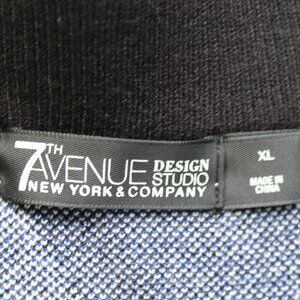 7TH AVENUE DESIGN STUDIO
NEW YORK & COMPANY
XL
MADE IN
CHINA